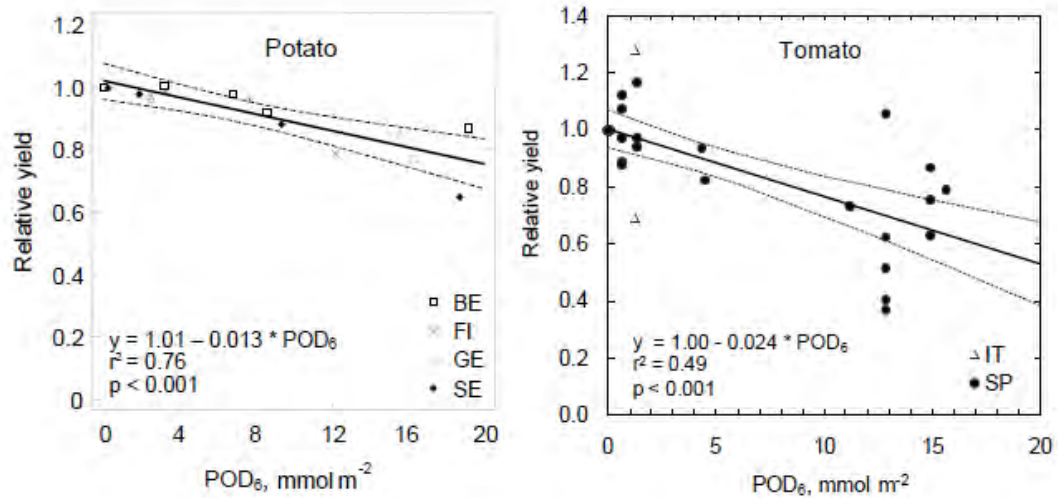 Potato
Relative yield
1.2
1.0
0.8
0.6
0.4
0.2
0
BE
FI
GE
SE
y = 1.01 – 0.013 * POD₆
r² = 0.76
p < 0.001
0 4 8 12 16 20
POD₆, mmol m⁻²
Tomato
Relative yield
1.4
1.2
1.0
0.8
0.6
0.4
0.2
0.0
IT
SP
y = 1.00 - 0.024 * POD₆
r² = 0.49
p < 0.001
0 5 10 15 20
POD₆, mmol m⁻²